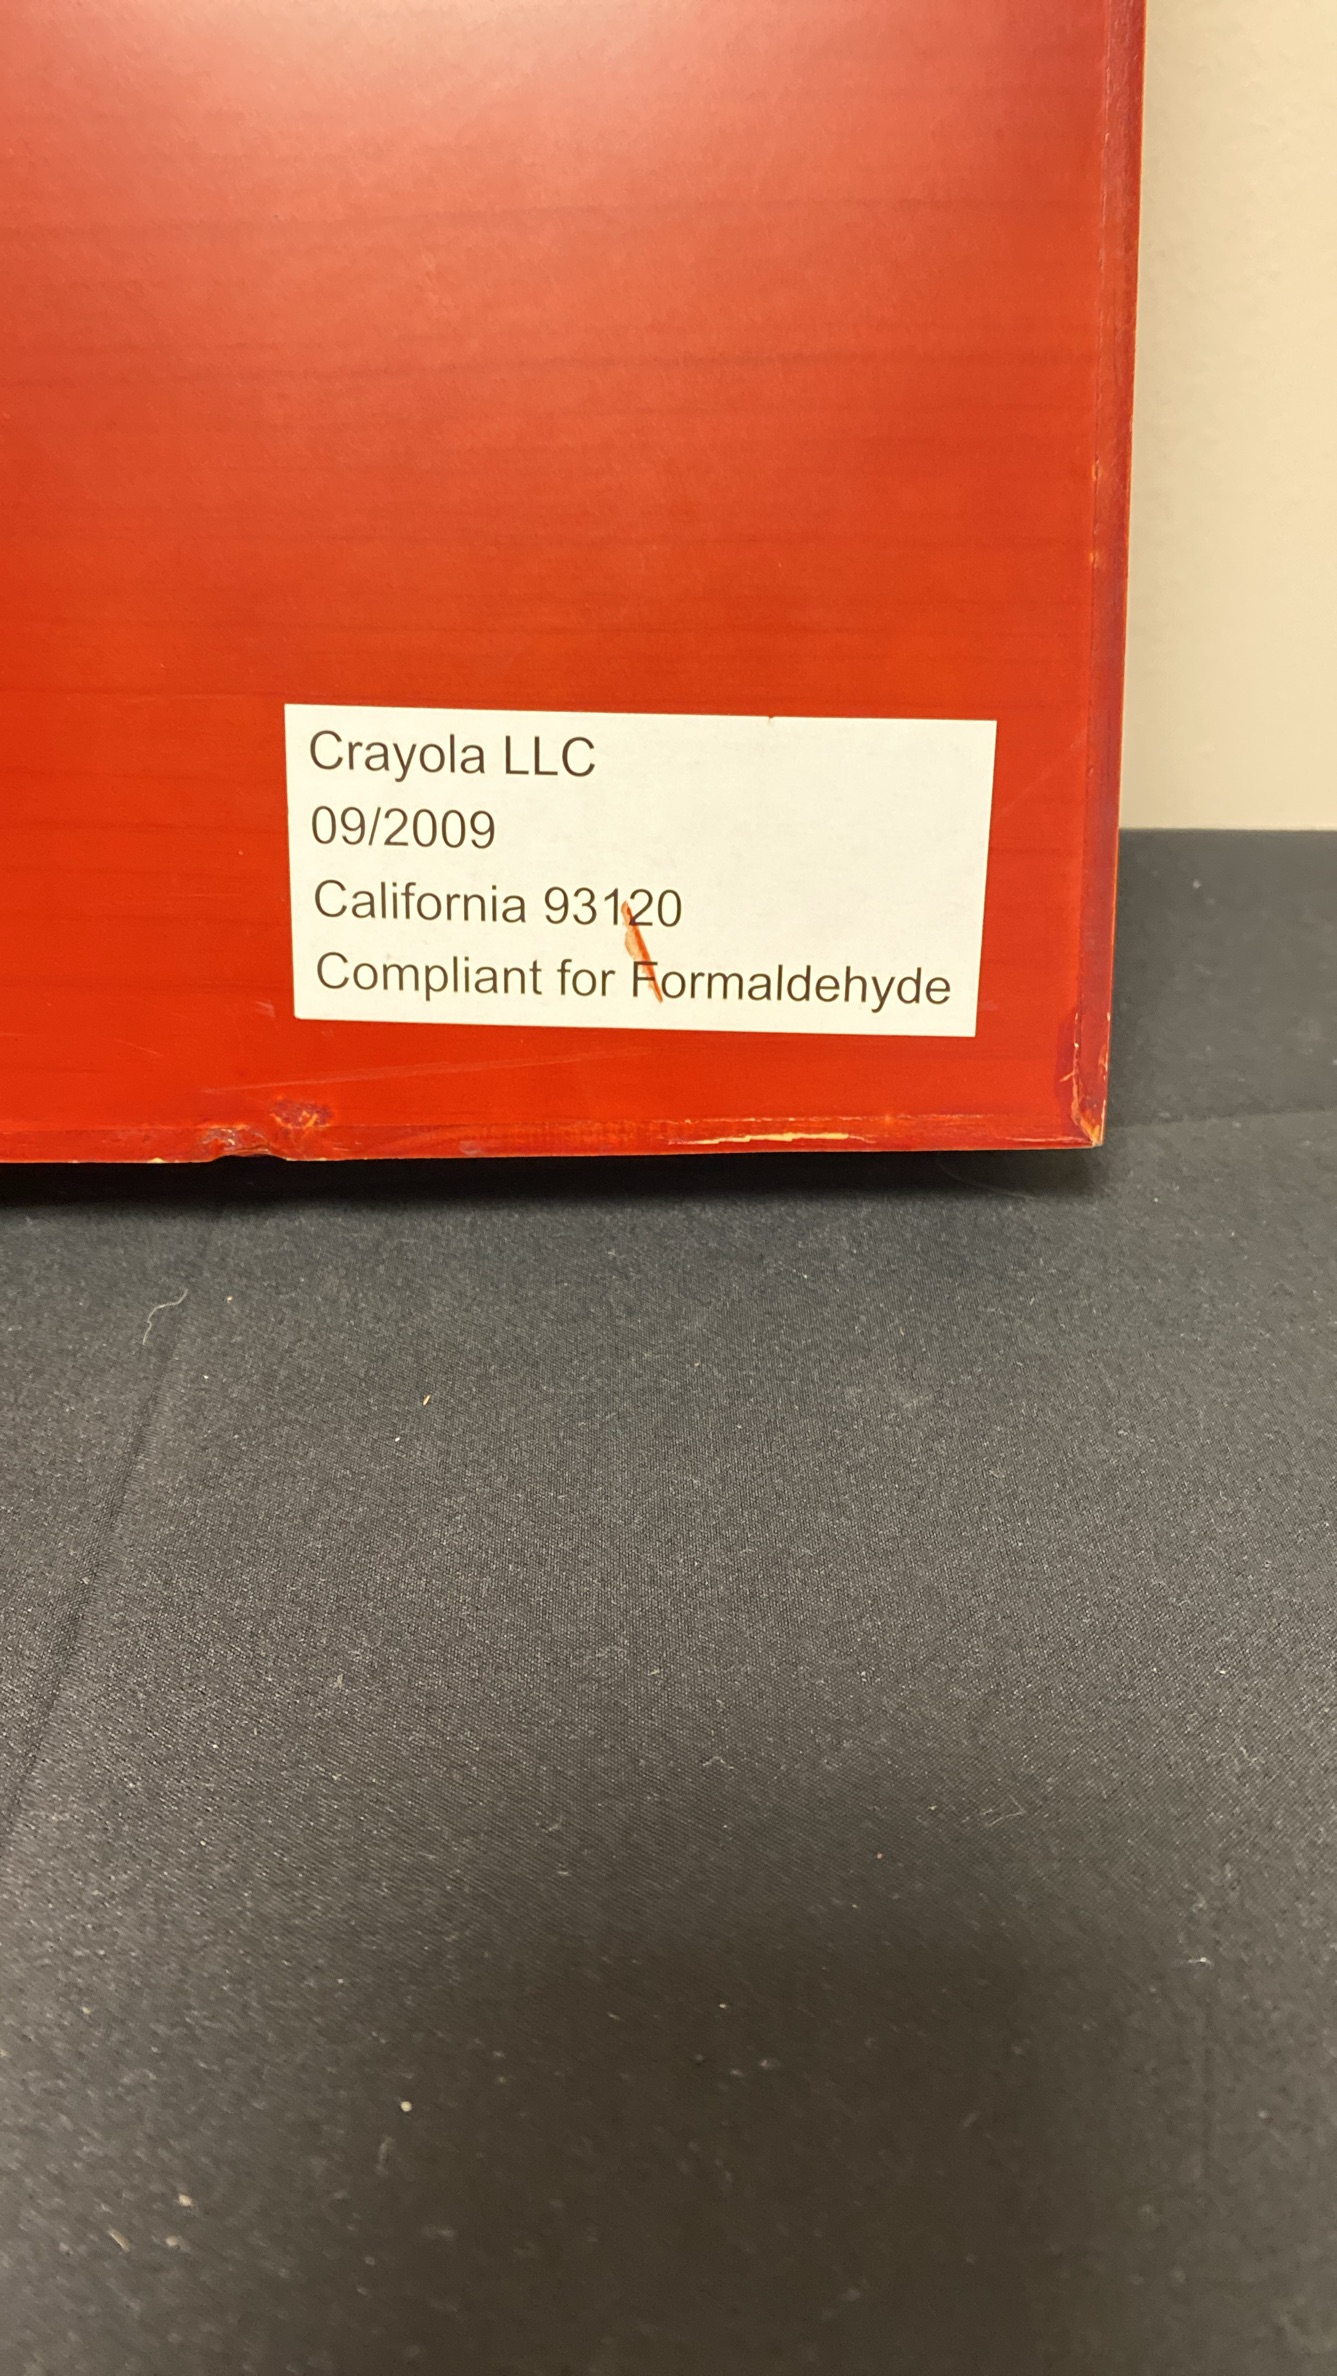 Crayola LLC
09/2009
California 93120
Compliant for Formaldehyde